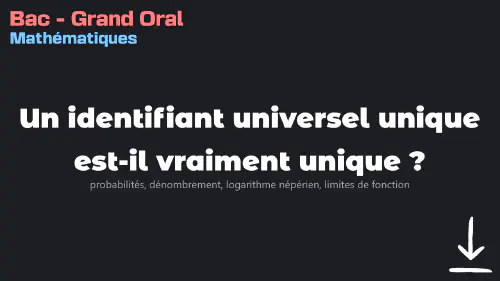 Bac - Grand Oral
Mathématiques
Un identifiant universel unique
est-il vraiment unique ?
probabilités, dénombrement, logarithme népérien, limites de fonction